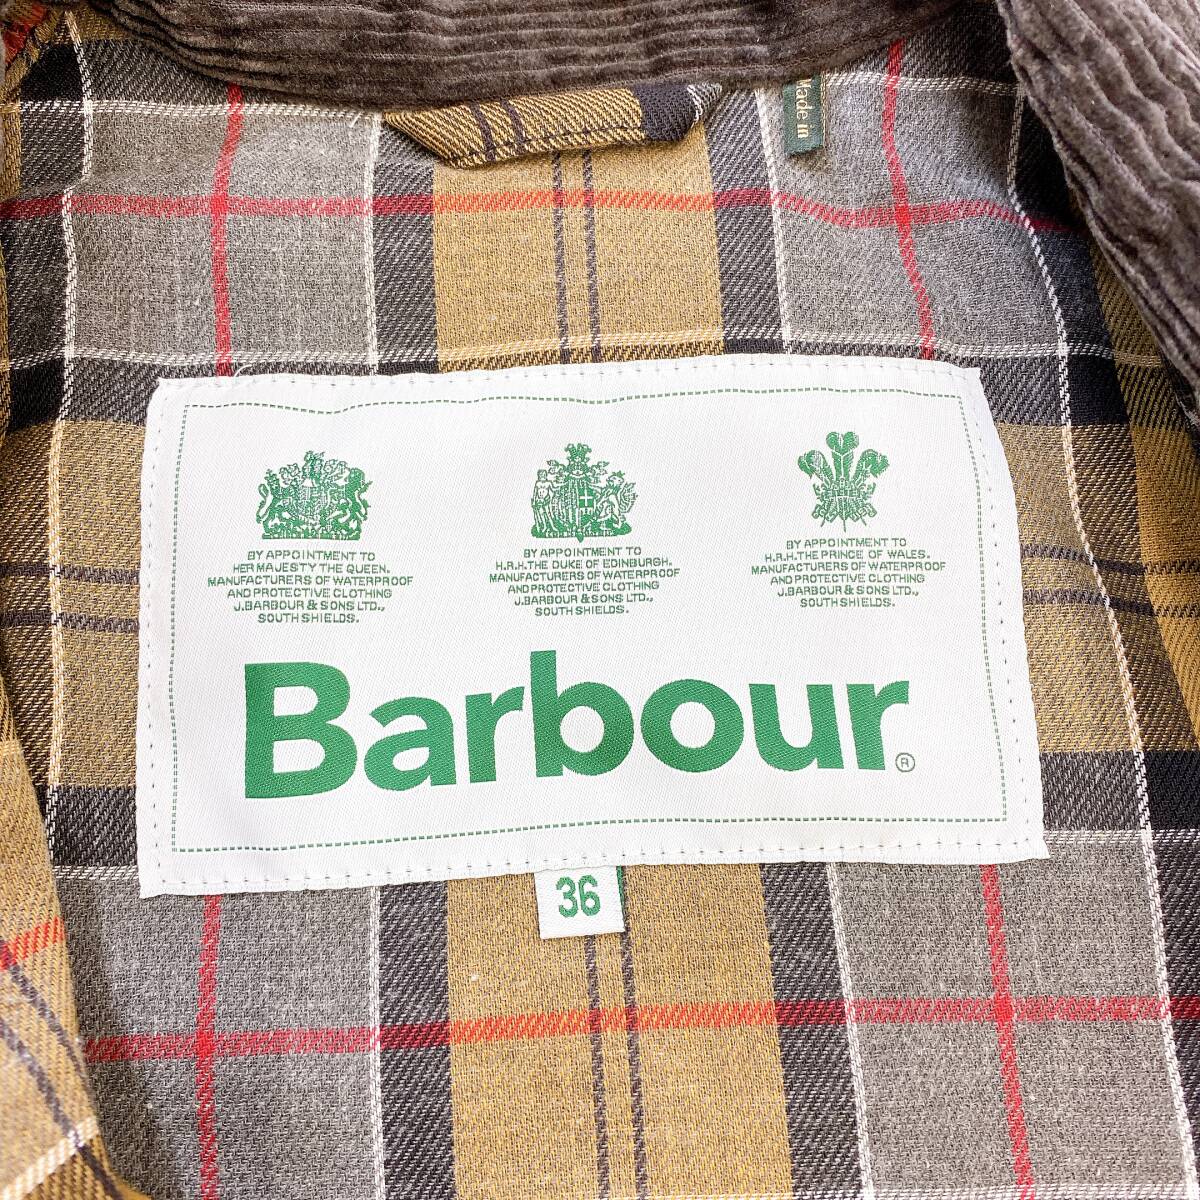 Made in
BY APPOINTMENT TO
HER MAJESTY THE QUEEN.
MANUFACTURERS OF WATERPROOF
AND PROTECTIVE CLOTHING
J.BARBOUR & SONS LTD.,
SOUTH SHIELDS.
BY APPOINTMENT TO
H.R.H.THE DUKE OF EDINBURGH.
MANUFACTURERS OF WATERPROOF
AND PROTECTIVE CLOTHING
J.BARBOUR & SONS LTD.,
SOUTH SHIELDS.
BY APPOINTMENT TO
H.R.H.THE PRINCE OF WALES.
MANUFACTURERS OF WATERPROOF
AND PROTECTIVE CLOTHING
J.BARBOUR & SONS LTD.,
SOUTH SHIELDS.
Barbour®
36